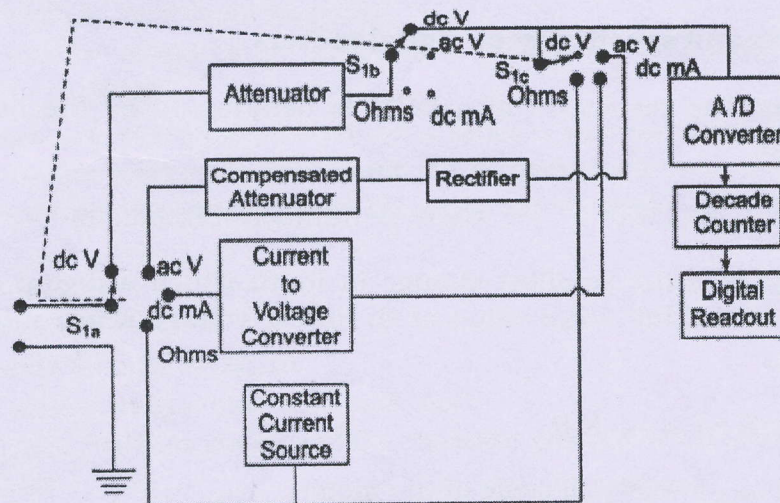 dc V
ac V
S1b
Attenuator
Ohms
dc mA
dc V
S1c
Ohms
ac V
dc mA
A /D
Converter
Compensated
Attenuator
Rectifier
Decade
Counter
dc V
ac V
Current
to
Voltage
Converter
dc mA
S1a
Ohms
Digital
Readout
Constant
Current
Source